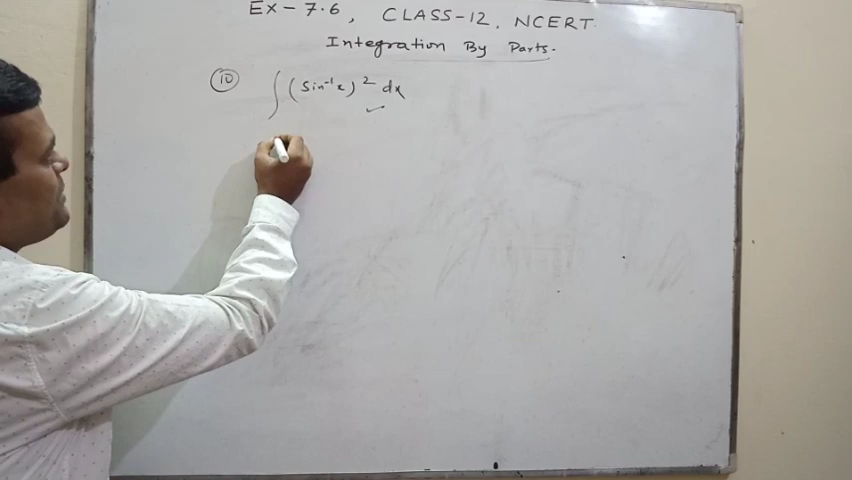 Ex - 7.6, CLASS-12, NCERT.
Integration By Parts.
(10) ∫ (sin⁻¹x)² dx